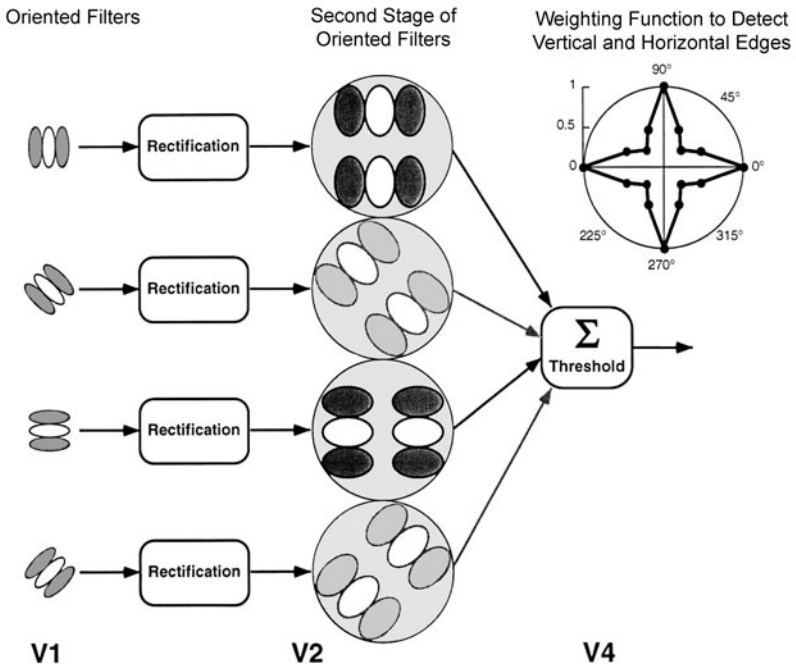 Oriented Filters
Second Stage of
Oriented Filters
Weighting Function to Detect
Vertical and Horizontal Edges
90°
1
45°
0.5
0
0°
225°
315°
270°
Rectification
Rectification
Σ
Threshold
Rectification
Rectification
V1
V2
V4